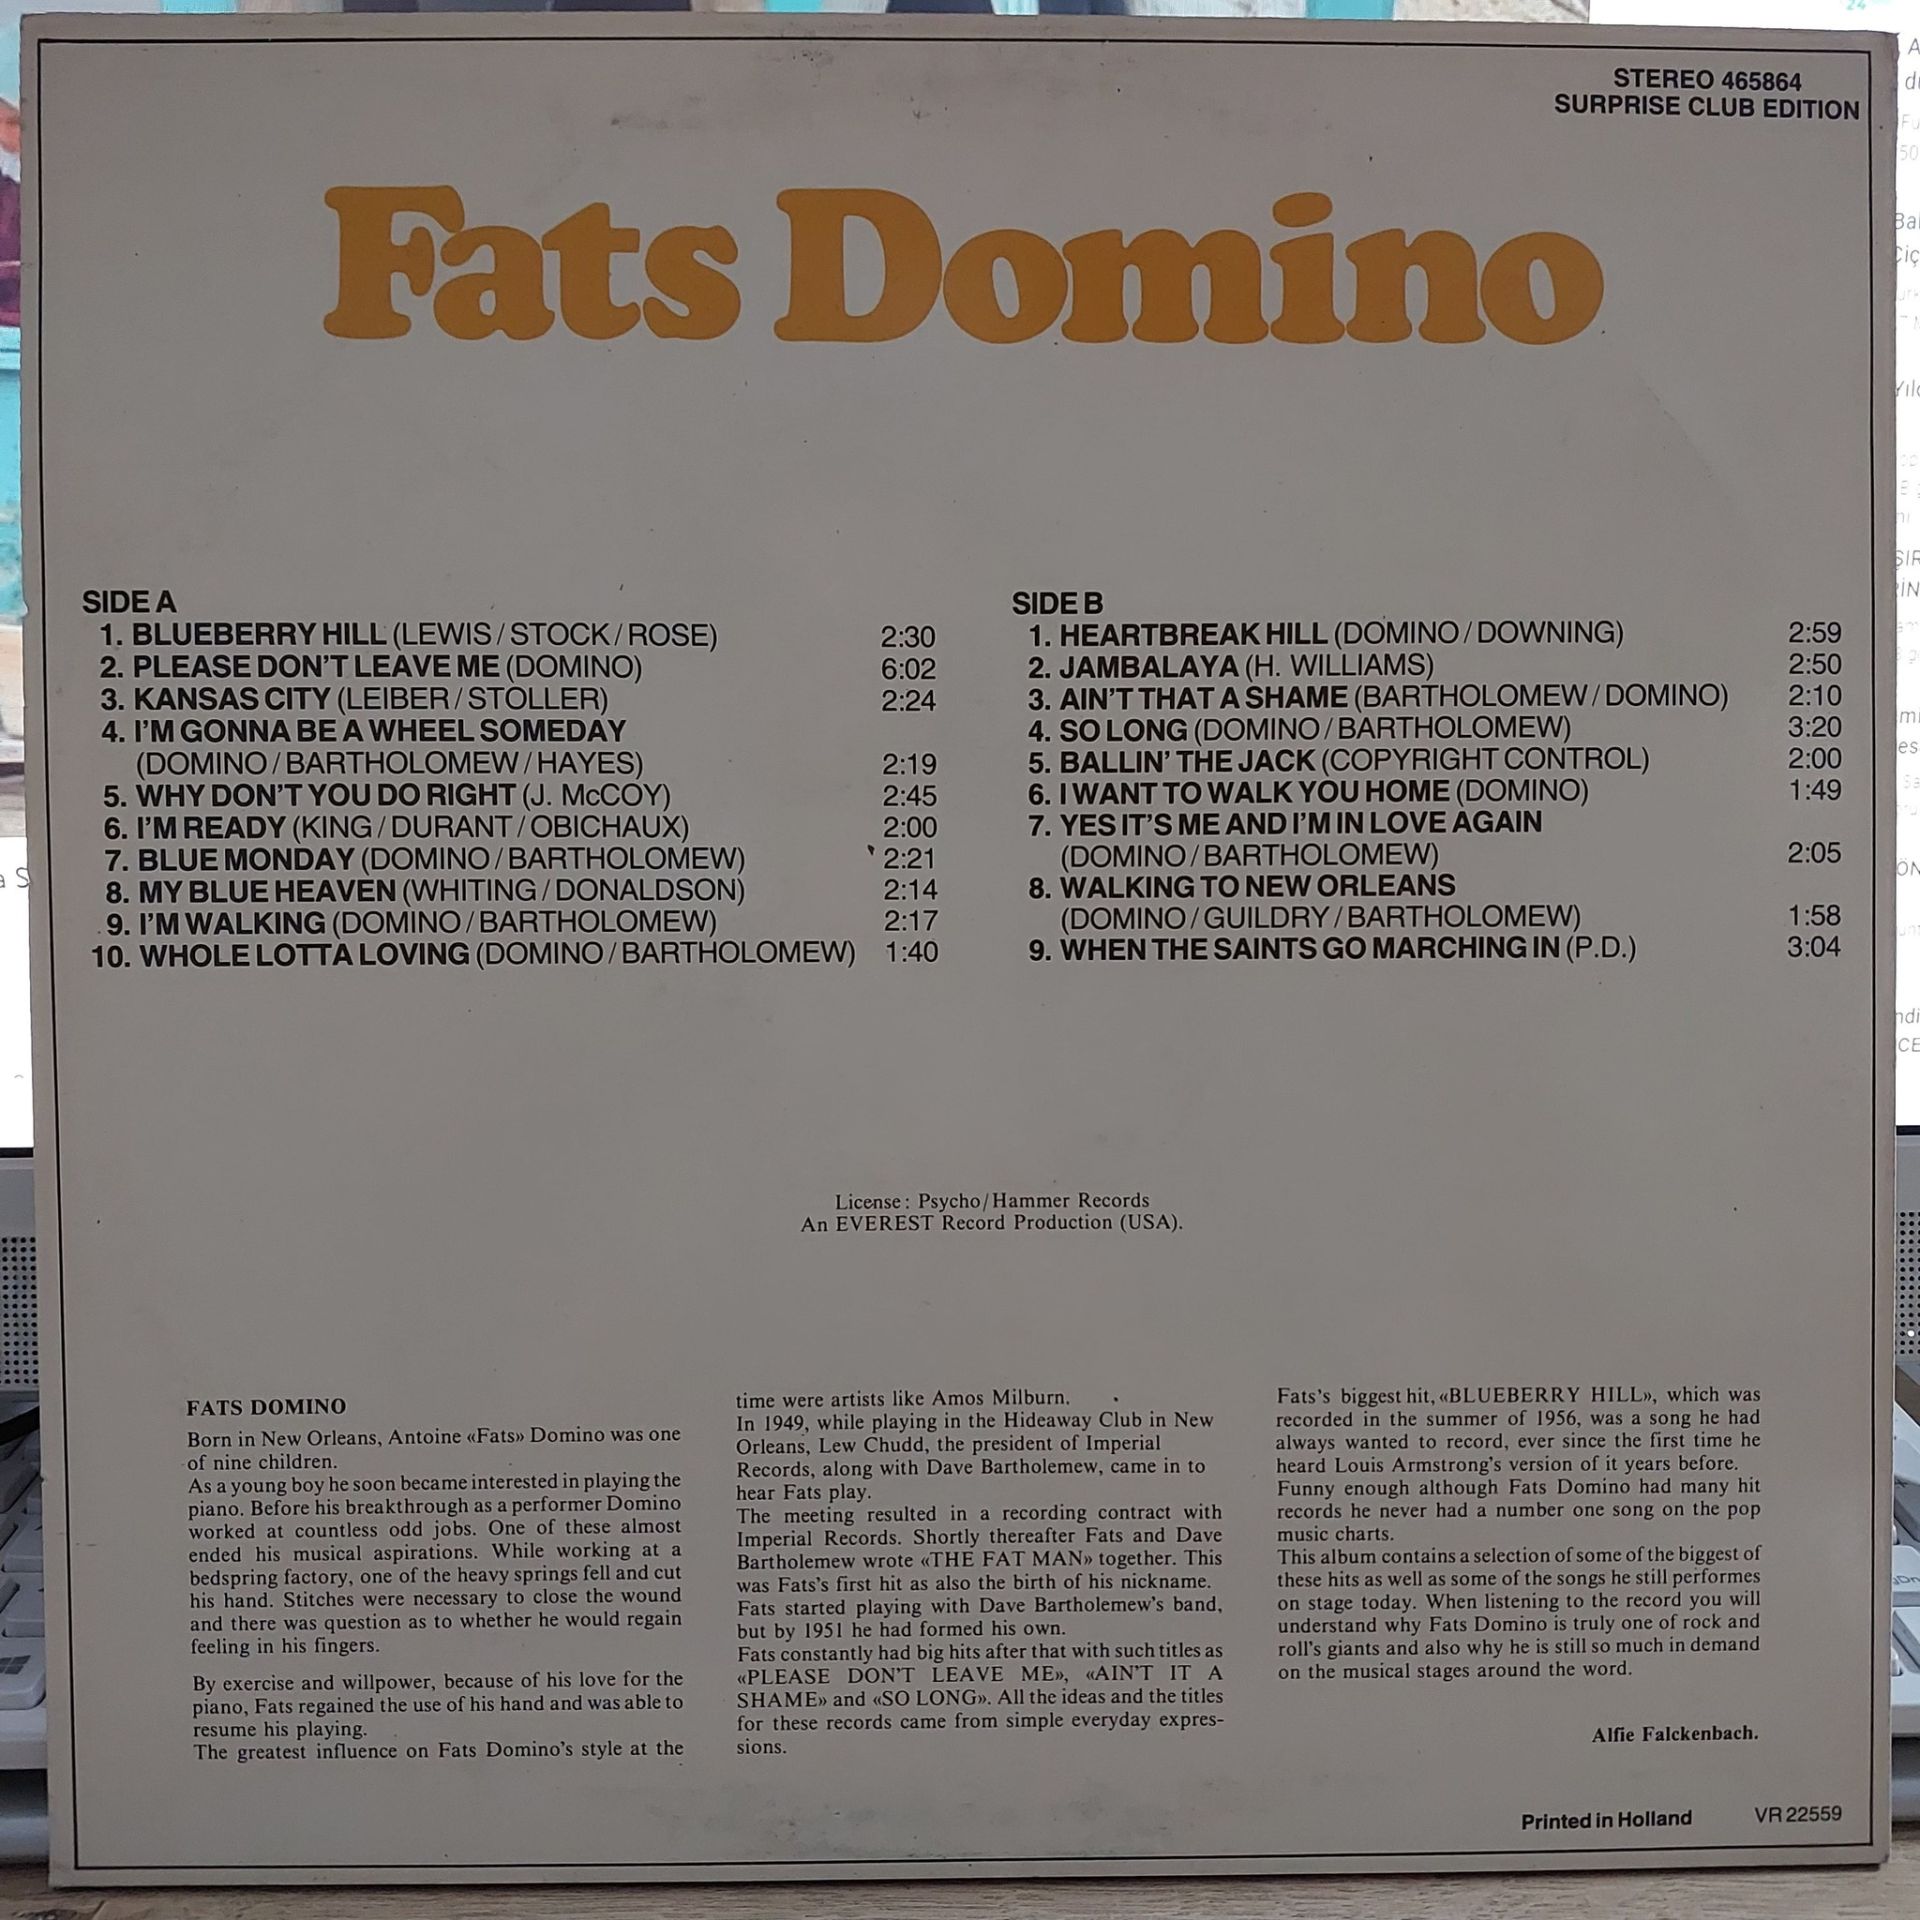 STEREO 465864
SURPRISE CLUB EDITION
Fats Domino
SIDE A
1. BLUEBERRY HILL (LEWIS / STOCK / ROSE) 2:30
2. PLEASE DON'T LEAVE ME (DOMINO) 6:02
3. KANSAS CITY (LEIBER / STOLLER) 2:24
4. I'M GONNA BE A WHEEL SOMEDAY
(DOMINO / BARTHOLOMEW / HAYES) 2:19
5. WHY DON'T YOU DO RIGHT (J. McCOY) 2:45
6. I'M READY (KING / DURANT / OBICHAUX) 2:00
7. BLUE MONDAY (DOMINO / BARTHOLOMEW) 2:21
8. MY BLUE HEAVEN (WHITING / DONALDSON) 2:14
9. I'M WALKING (DOMINO / BARTHOLOMEW) 2:17
10. WHOLE LOTTA LOVING (DOMINO / BARTHOLOMEW) 1:40
SIDE B
1. HEARTBREAK HILL (DOMINO / DOWNING) 2:59
2. JAMBALAYA (H. WILLIAMS) 2:50
3. AIN'T THAT A SHAME (BARTHOLOMEW / DOMINO) 2:10
4. SO LONG (DOMINO / BARTHOLOMEW) 3:20
5. BALLIN' THE JACK (COPYRIGHT CONTROL) 2:00
6. I WANT TO WALK YOU HOME (DOMINO) 1:49
7. YES IT'S ME AND I'M IN LOVE AGAIN
(DOMINO / BARTHOLOMEW) 2:05
8. WALKING TO NEW ORLEANS
(DOMINO / GUILDRY / BARTHOLOMEW) 1:58
9. WHEN THE SAINTS GO MARCHING IN (P.D.) 3:04
License : Psycho/Hammer Records
An EVEREST Record Production (USA).
FATS DOMINO
Born in New Orleans, Antoine «Fats» Domino was one
of nine children.
As a young boy he soon became interested in playing the
piano. Before his breakthrough as a performer Domino
worked at countless odd jobs. One of these almost
ended his musical aspirations. While working at a
bedspring factory, one of the heavy springs fell and cut
his hand. Stitches were necessary to close the wound
and there was question as to whether he would regain
feeling in his fingers.
By exercise and willpower, because of his love for the
piano, Fats regained the use of his hand and was able to
resume his playing.
The greatest influence on Fats Domino's style at the
time were artists like Amos Milburn.
In 1949, while playing in the Hideaway Club in New
Orleans, Lew Chudd, the president of Imperial
Records, along with Dave Bartholemew, came in to
hear Fats play.
The meeting resulted in a recording contract with
Imperial Records. Shortly thereafter Fats and Dave
Bartholemew wrote «THE FAT MAN» together. This
was Fats's first hit as also the birth of his nickname.
Fats started playing with Dave Bartholemew's band,
but by 1951 he had formed his own.
Fats constantly had big hits after that with such titles as
«PLEASE DON'T LEAVE ME», «AIN'T IT A
SHAME» and «SO LONG». All the ideas and the titles
for these records came from simple everyday expres-
sions.
Fats's biggest hit, «BLUEBERRY HILL», which was
recorded in the summer of 1956, was a song he had
always wanted to record, ever since the first time he
heard Louis Armstrong's version of it years before.
Funny enough although Fats Domino had many hit
records he never had a number one song on the pop
music charts.
This album contains a selection of some of the biggest of
these hits as well as some of the songs he still performes
on stage today. When listening to the record you will
understand why Fats Domino is truly one of rock and
roll's giants and also why he is still so much in demand
on the musical stages around the word.
Alfie Falckenbach.
Printed in Holland VR 22559